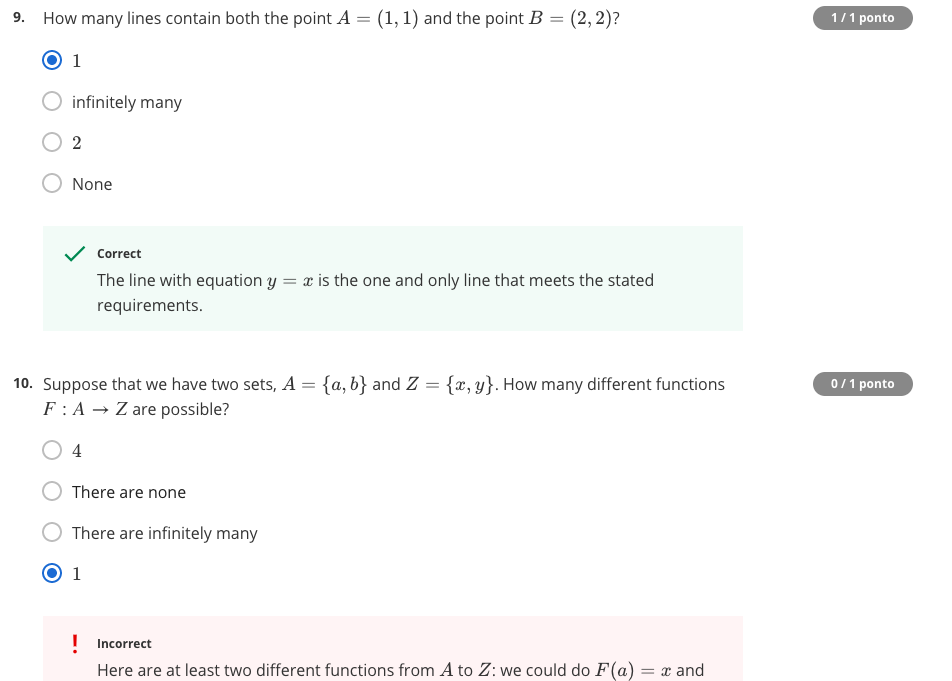 9. How many lines contain both the point A = (1, 1) and the point B = (2, 2)?
1 / 1 ponto
1
infinitely many
2
None
Correct
The line with equation y = x is the one and only line that meets the stated
requirements.
10. Suppose that we have two sets, A = {a, b} and Z = {x, y}. How many different functions
0 / 1 ponto
F : A → Z are possible?
4
There are none
There are infinitely many
1
Incorrect
Here are at least two different functions from A to Z: we could do F(a) = x and